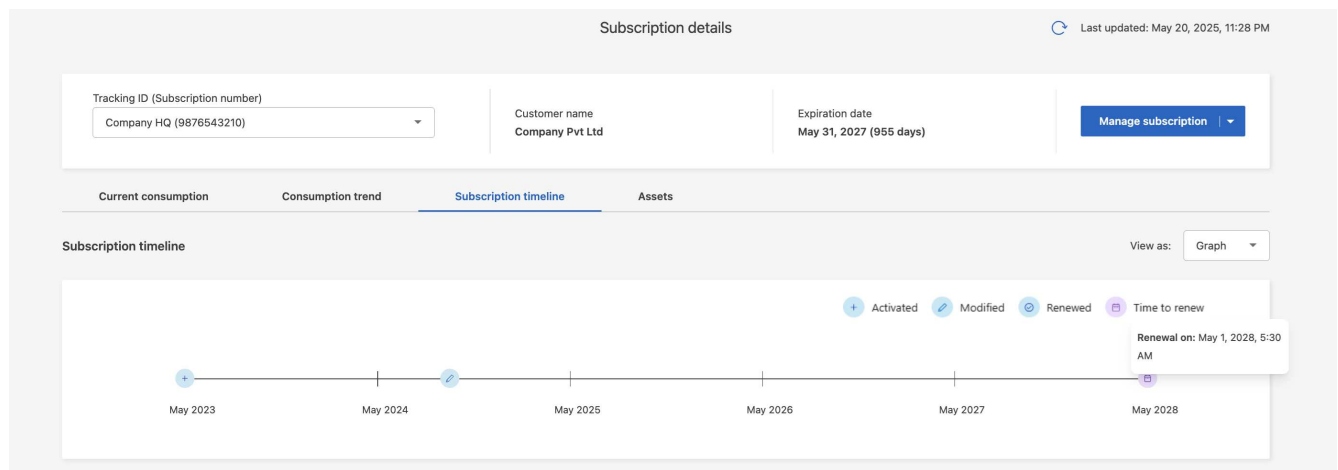 Subscription details
Last updated: May 20, 2025, 11:28 PM
Tracking ID (Subscription number)
Company HQ (9876543210)
Customer name
Company Pvt Ltd
Expiration date
May 31, 2027 (955 days)
Manage subscription
Current consumption
Consumption trend
Subscription timeline
Assets
Subscription timeline
View as:
Graph
Activated
Modified
Renewed
Time to renew
Renewal on: May 1, 2028, 5:30
AM
May 2023
May 2024
May 2025
May 2026
May 2027
May 2028